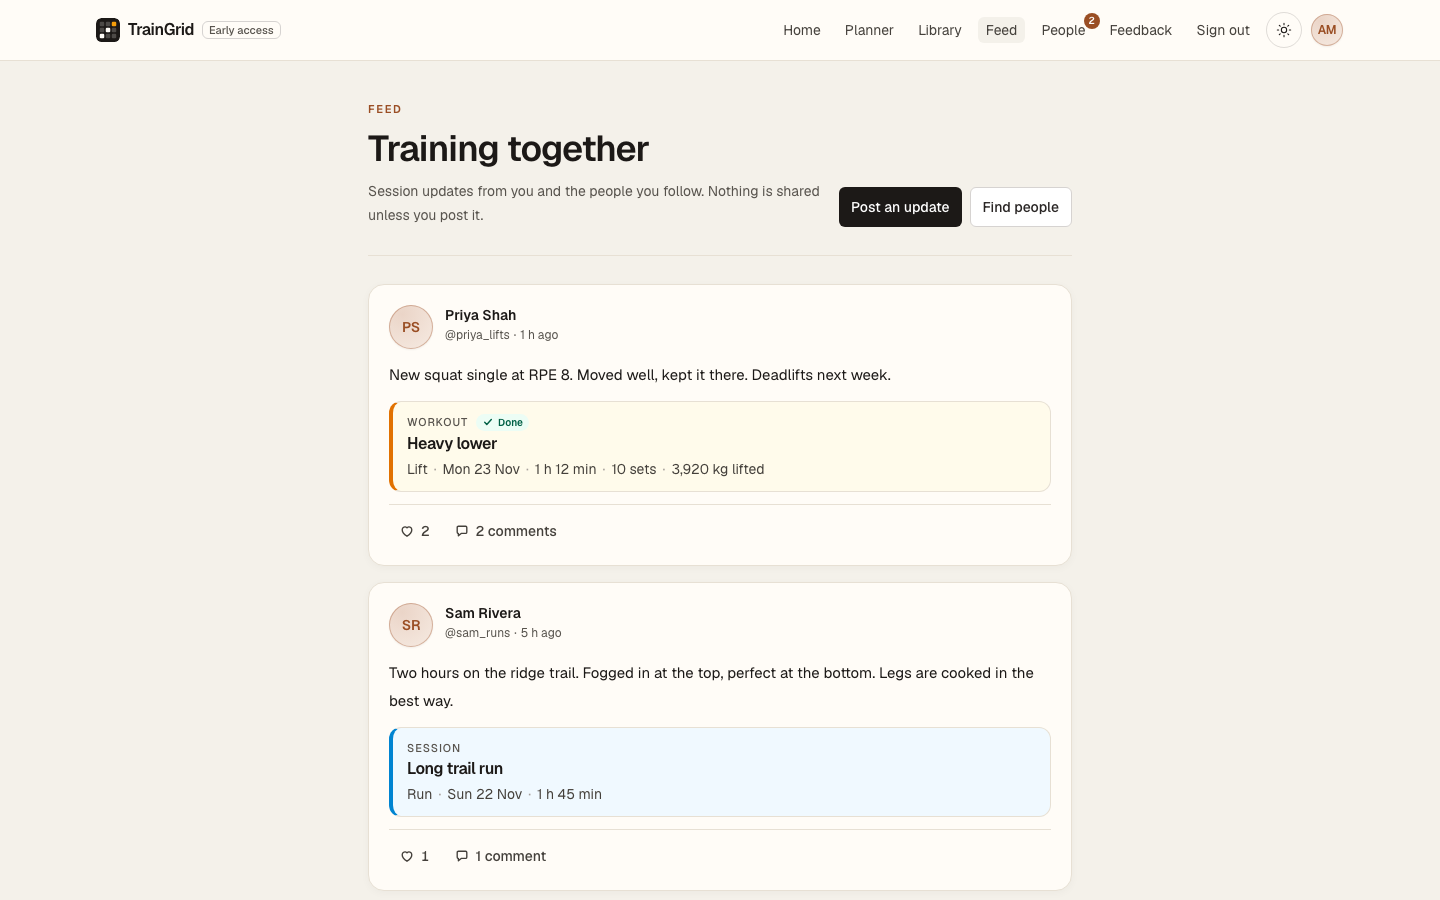 TrainGrid Early access Home Planner Library Feed People 2 Feedback Sign out AM
FEED
Training together
Session updates from you and the people you follow. Nothing is shared
unless you post it.
Post an update Find people
PS Priya Shah
@priya_lifts · 1 h ago
New squat single at RPE 8. Moved well, kept it there. Deadlifts next week.
WORKOUT Done
Heavy lower
Lift · Mon 23 Nov · 1 h 12 min · 10 sets · 3,920 kg lifted
2 2 comments
SR Sam Rivera
@sam_runs · 5 h ago
Two hours on the ridge trail. Fogged in at the top, perfect at the bottom. Legs are cooked in the
best way.
SESSION
Long trail run
Run · Sun 22 Nov · 1 h 45 min
1 1 comment